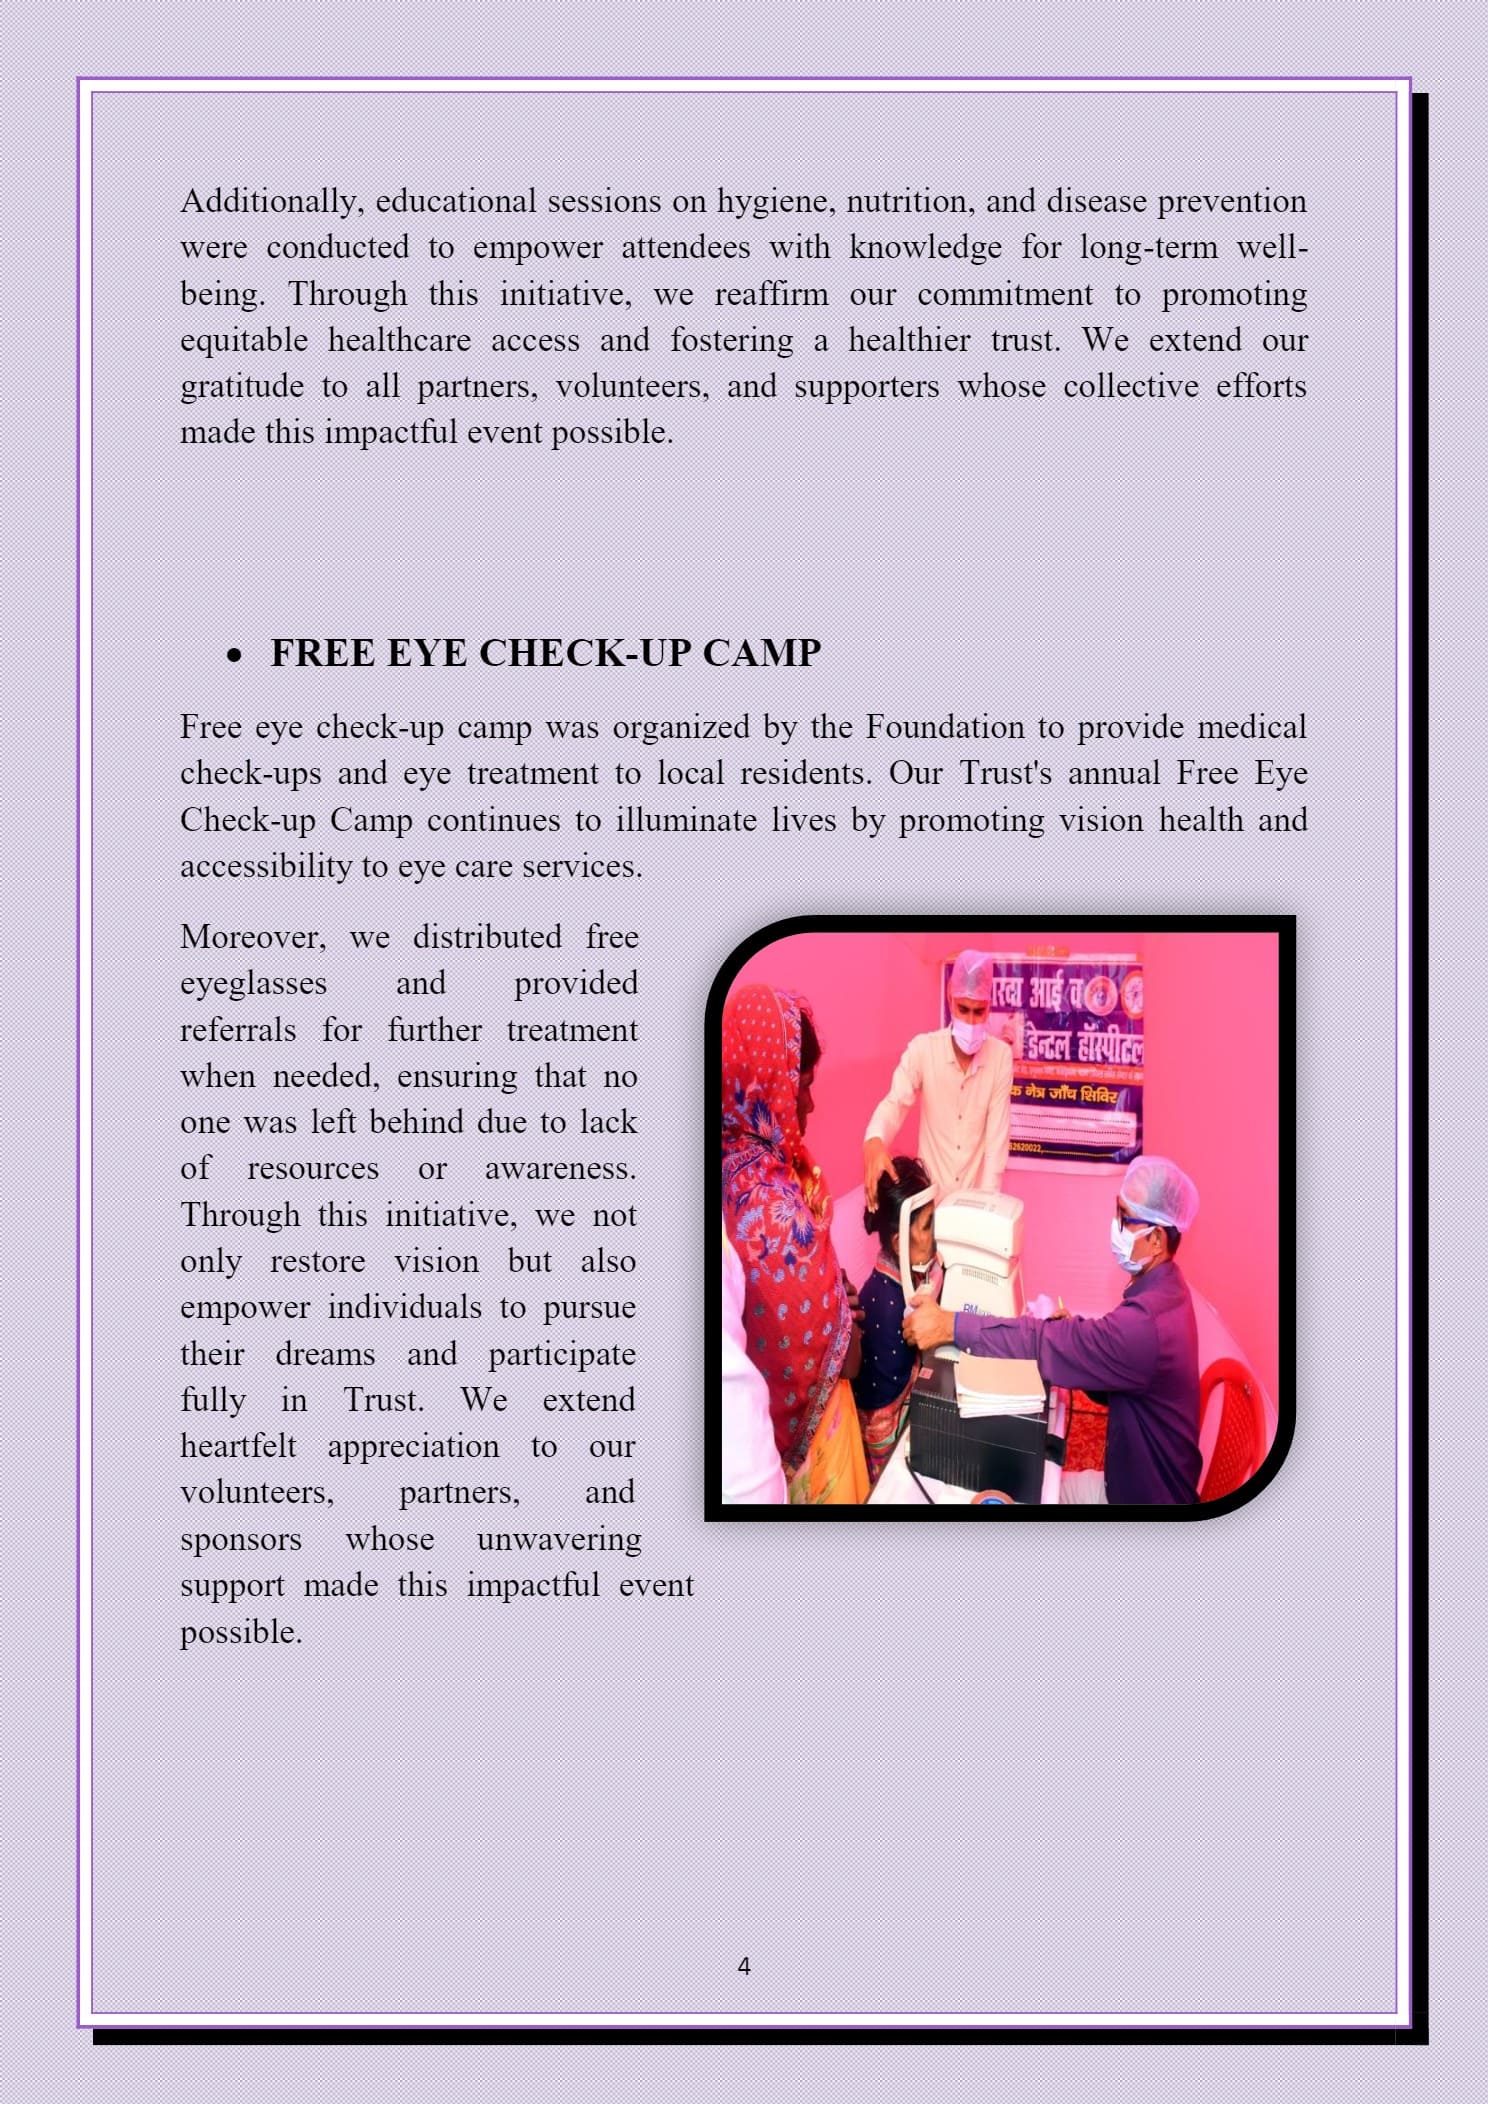 Additionally, educational sessions on hygiene, nutrition, and disease prevention
were conducted to empower attendees with knowledge for long-term well-
being. Through this initiative, we reaffirm our commitment to promoting
equitable healthcare access and fostering a healthier trust. We extend our
gratitude to all partners, volunteers, and supporters whose collective efforts
made this impactful event possible.
• FREE EYE CHECK-UP CAMP
Free eye check-up camp was organized by the Foundation to provide medical
check-ups and eye treatment to local residents. Our Trust's annual Free Eye
Check-up Camp continues to illuminate lives by promoting vision health and
accessibility to eye care services.
Moreover, we distributed free
eyeglasses and provided
referrals for further treatment
when needed, ensuring that no
one was left behind due to lack
of resources or awareness.
Through this initiative, we not
only restore vision but also
empower individuals to pursue
their dreams and participate
fully in Trust. We extend
heartfelt appreciation to our
volunteers, partners, and
sponsors whose unwavering
support made this impactful event
possible.
आई व
डेन्टल हॉस्पीटल
नेत्र जाँच शिविर
4